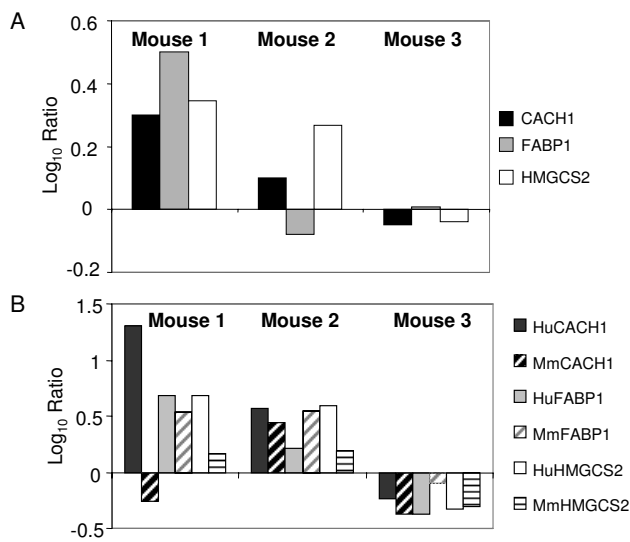 A
Mouse 1 Mouse 2 Mouse 3
0.6
0.4
0.2
0
-0.2
Log10 Ratio
CACH1
FABP1
HMGCS2
B
Mouse 1 Mouse 2 Mouse 3
1.5
1
0.5
0
-0.5
Log10 Ratio
HuCACH1
MmCACH1
HuFABP1
MmFABP1
HuHMGCS2
MmHMGCS2